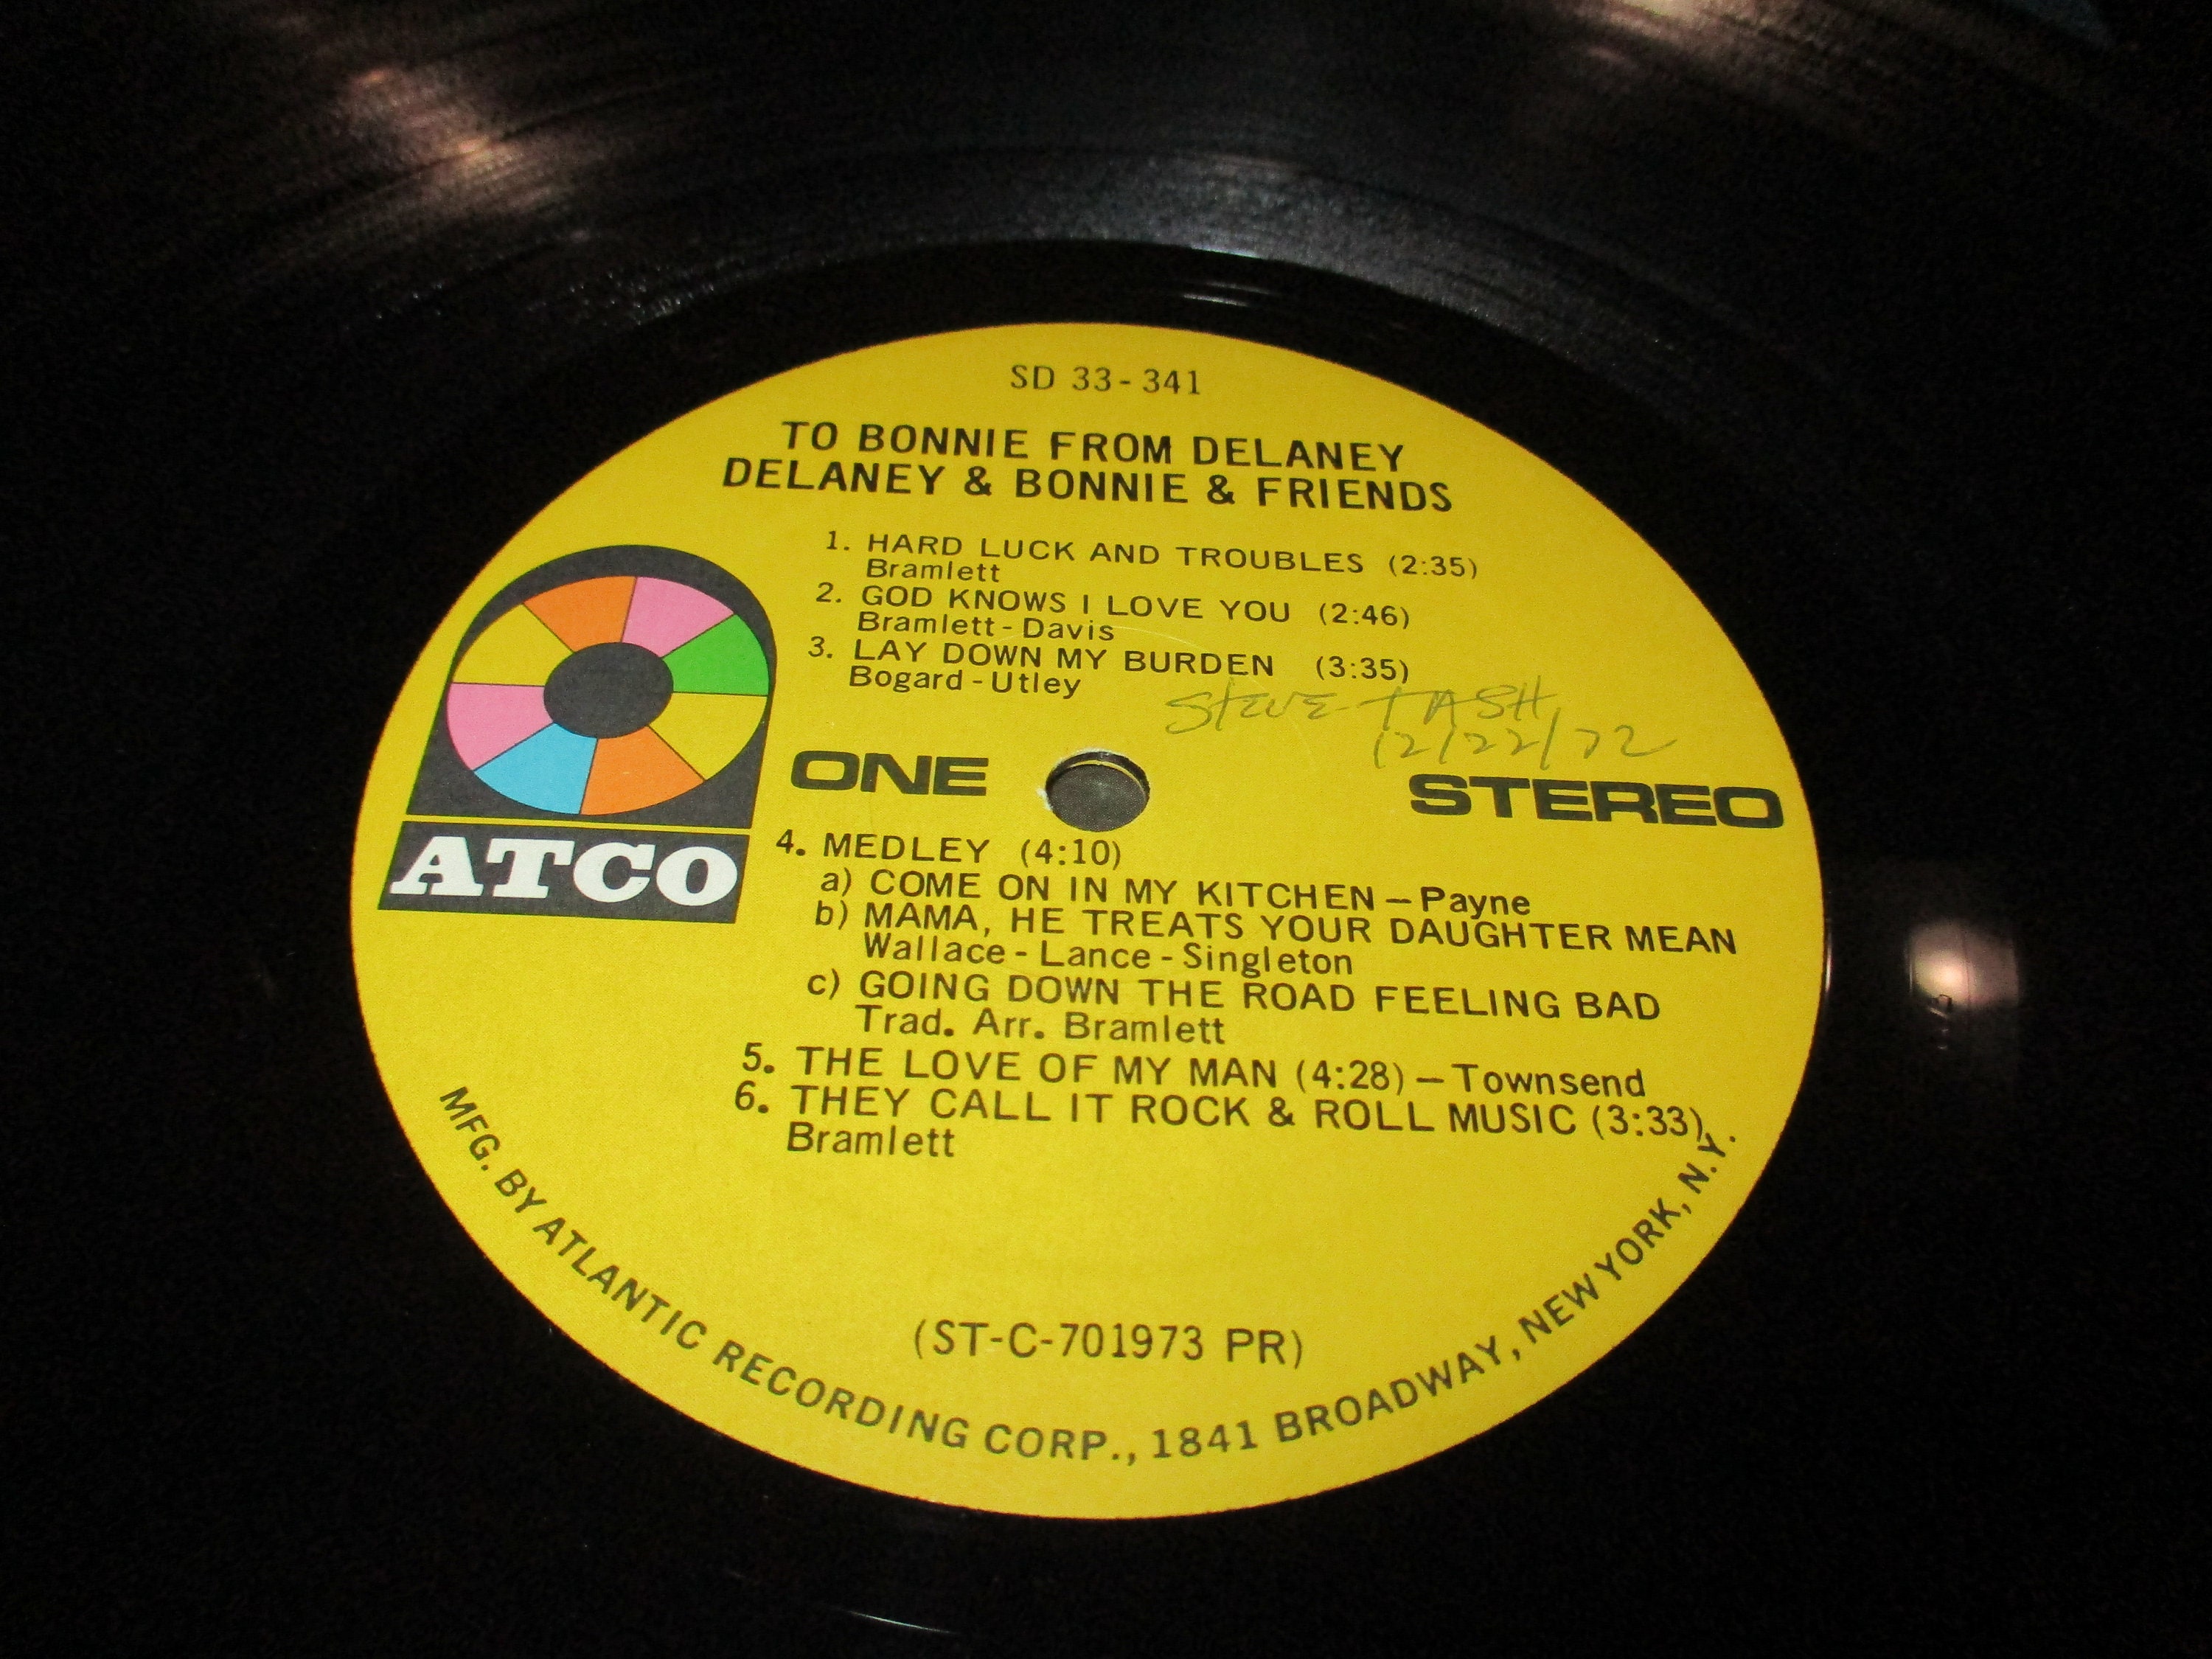 SD 33-341
TO BONNIE FROM DELANEY
DELANEY & BONNIE & FRIENDS
1. HARD LUCK AND TROUBLES (2:35)
Bramlett
2. GOD KNOWS I LOVE YOU (2:46)
Bramlett-Davis
3. LAY DOWN MY BURDEN (3:35)
Bogard-Utley
STEVE TASH
12/22/72
ONE
STEREO
ATCO
4. MEDLEY (4:10)
a) COME ON IN MY KITCHEN—Payne
b) MAMA, HE TREATS YOUR DAUGHTER MEAN
Wallace-Lance-Singleton
c) GOING DOWN THE ROAD FEELING BAD
Trad. Arr. Bramlett
5. THE LOVE OF MY MAN (4:28)—Townsend
6. THEY CALL IT ROCK & ROLL MUSIC (3:33)
Bramlett
(ST-C-701973 PR)
MFG. BY ATLANTIC RECORDING CORP., 1841 BROADWAY, NEW YORK, N.Y.